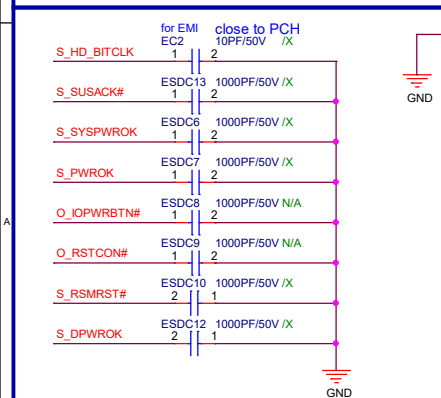 for EMI close to PCH
EC2 10PF/50V /X
S_HD_BITCLK 1 2
GND
ESDC13 1000PF/50V /X
S_SUSACK# 1 2
ESDC6 1000PF/50V /X
S_SYSPWROK 1 2
ESDC7 1000PF/50V /X
S_PWROK 1 2
ESDC8 1000PF/50V N/A
O_IOPWRBTN# 1 2
A
ESDC9 1000PF/50V N/A
O_RSTCON# 1 2
ESDC10 1000PF/50V /X
S_RSMRST# 2 1
ESDC12 1000PF/50V /X
S_DPWROK 2 1
GND